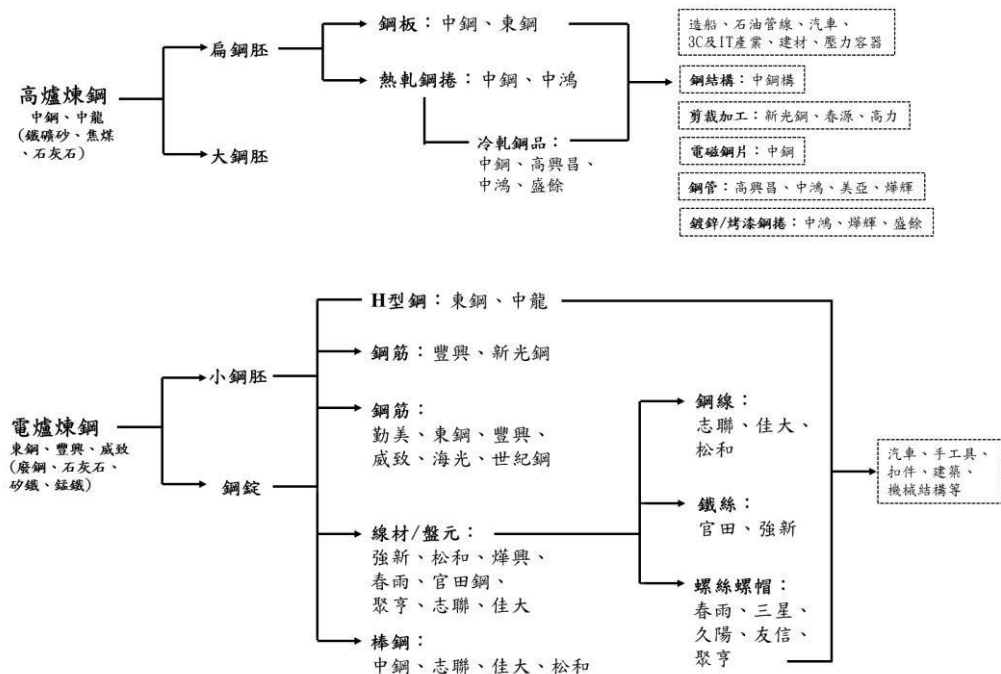 高爐煉鋼
中鋼、中龍
(鐵礦砂、焦煤
、石灰石)
扁鋼胚
大鋼胚
鋼板：中鋼、東鋼
熱軋鋼捲：中鋼、中鴻
冷軋鋼品：
中鋼、高興昌、
中鴻、盛餘
造船、石油管線、汽車、
3C及IT產業、建材、壓力容器
鋼結構：中鋼構
剪裁加工：新光鋼、春源、高力
電磁鋼片：中鋼
鋼管：高興昌、中鴻、美亞、燁輝
鍍鋅/烤漆鋼捲：中鴻、燁輝、盛餘
電爐煉鋼
東鋼、豐興、威致
(廢鋼、石灰石、
矽鐵、錳鐵)
小鋼胚
鋼錠
H型鋼：東鋼、中龍
鋼筋：豐興、新光鋼
鋼筋：
勤美、東鋼、豐興、
威致、海光、世紀鋼
線材/盤元：
強新、松和、燁興、
春雨、官田鋼、
聚亨、志聯、佳大
棒鋼：
中鋼、志聯、佳大、松和
鋼線：
志聯、佳大、
松和
鐵絲：
官田、強新
螺絲螺帽：
春雨、三星、
久陽、友信、
聚亨
汽車、手工具、
扣件、建築、
機械結構等